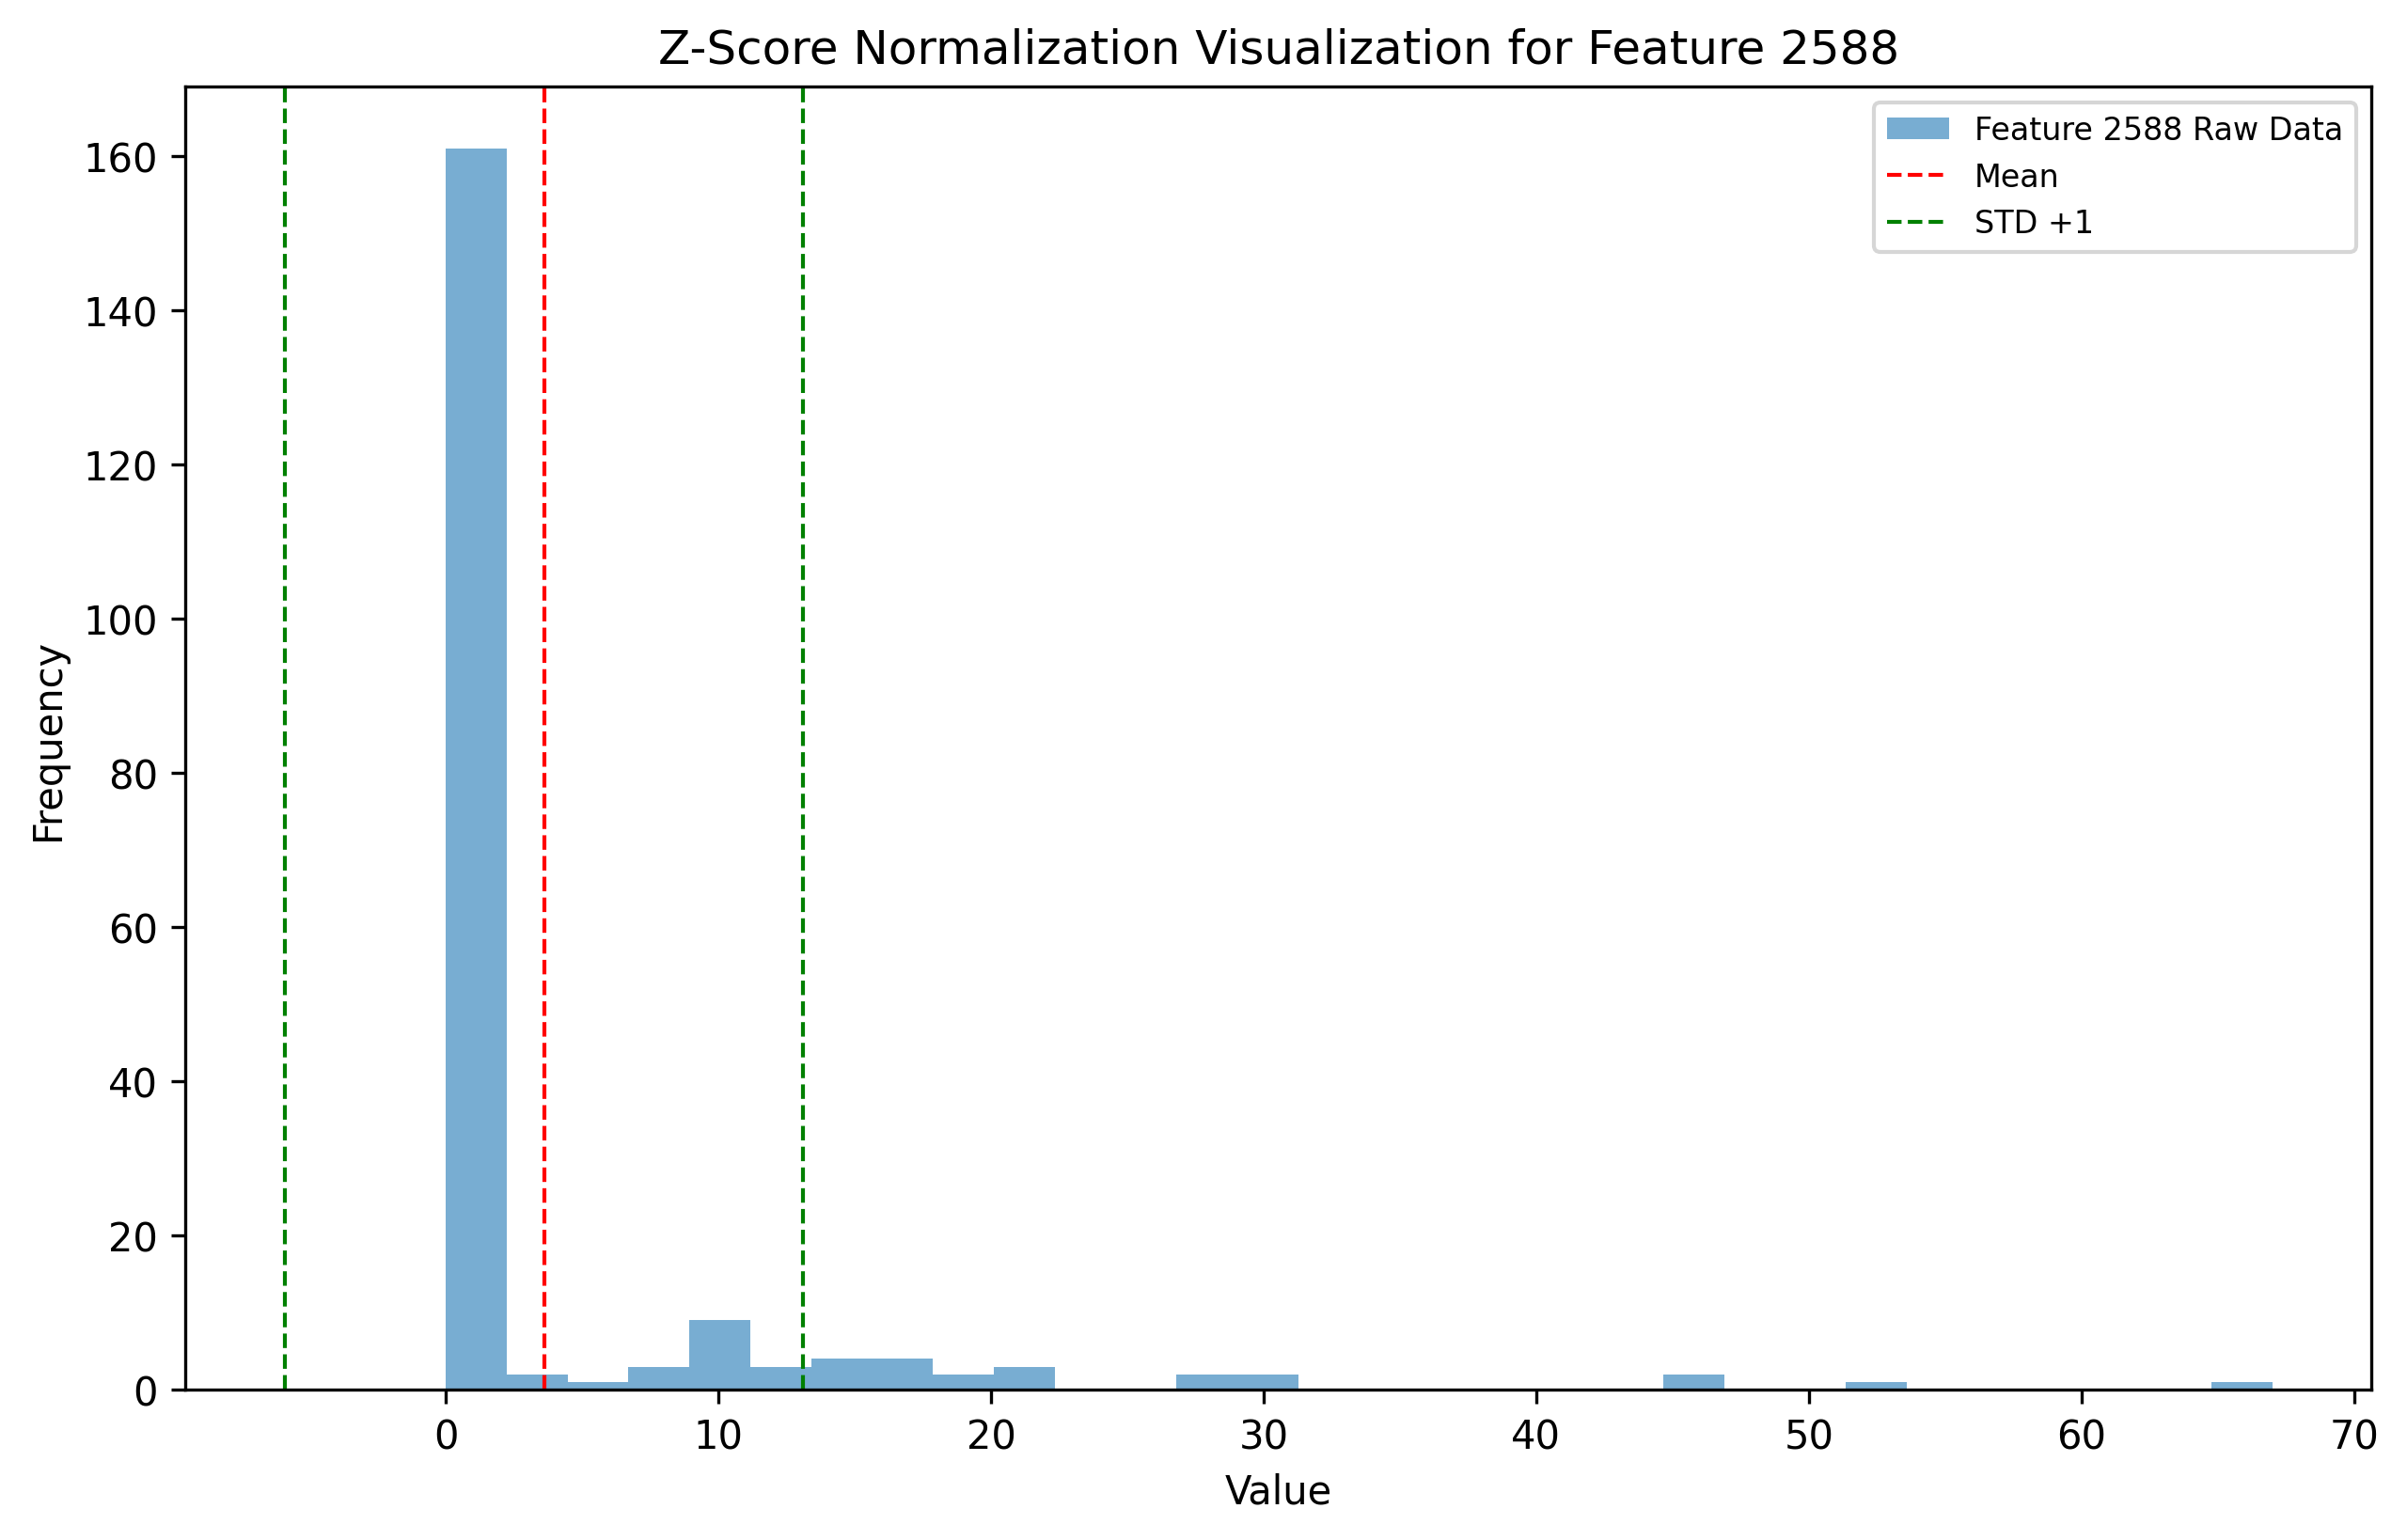 Z-Score Normalization Visualization for Feature 2588
Feature 2588 Raw Data
Mean
STD +1
Frequency
160
140
120
100
80
60
40
20
0
0 10 20 30 40 50 60 70
Value